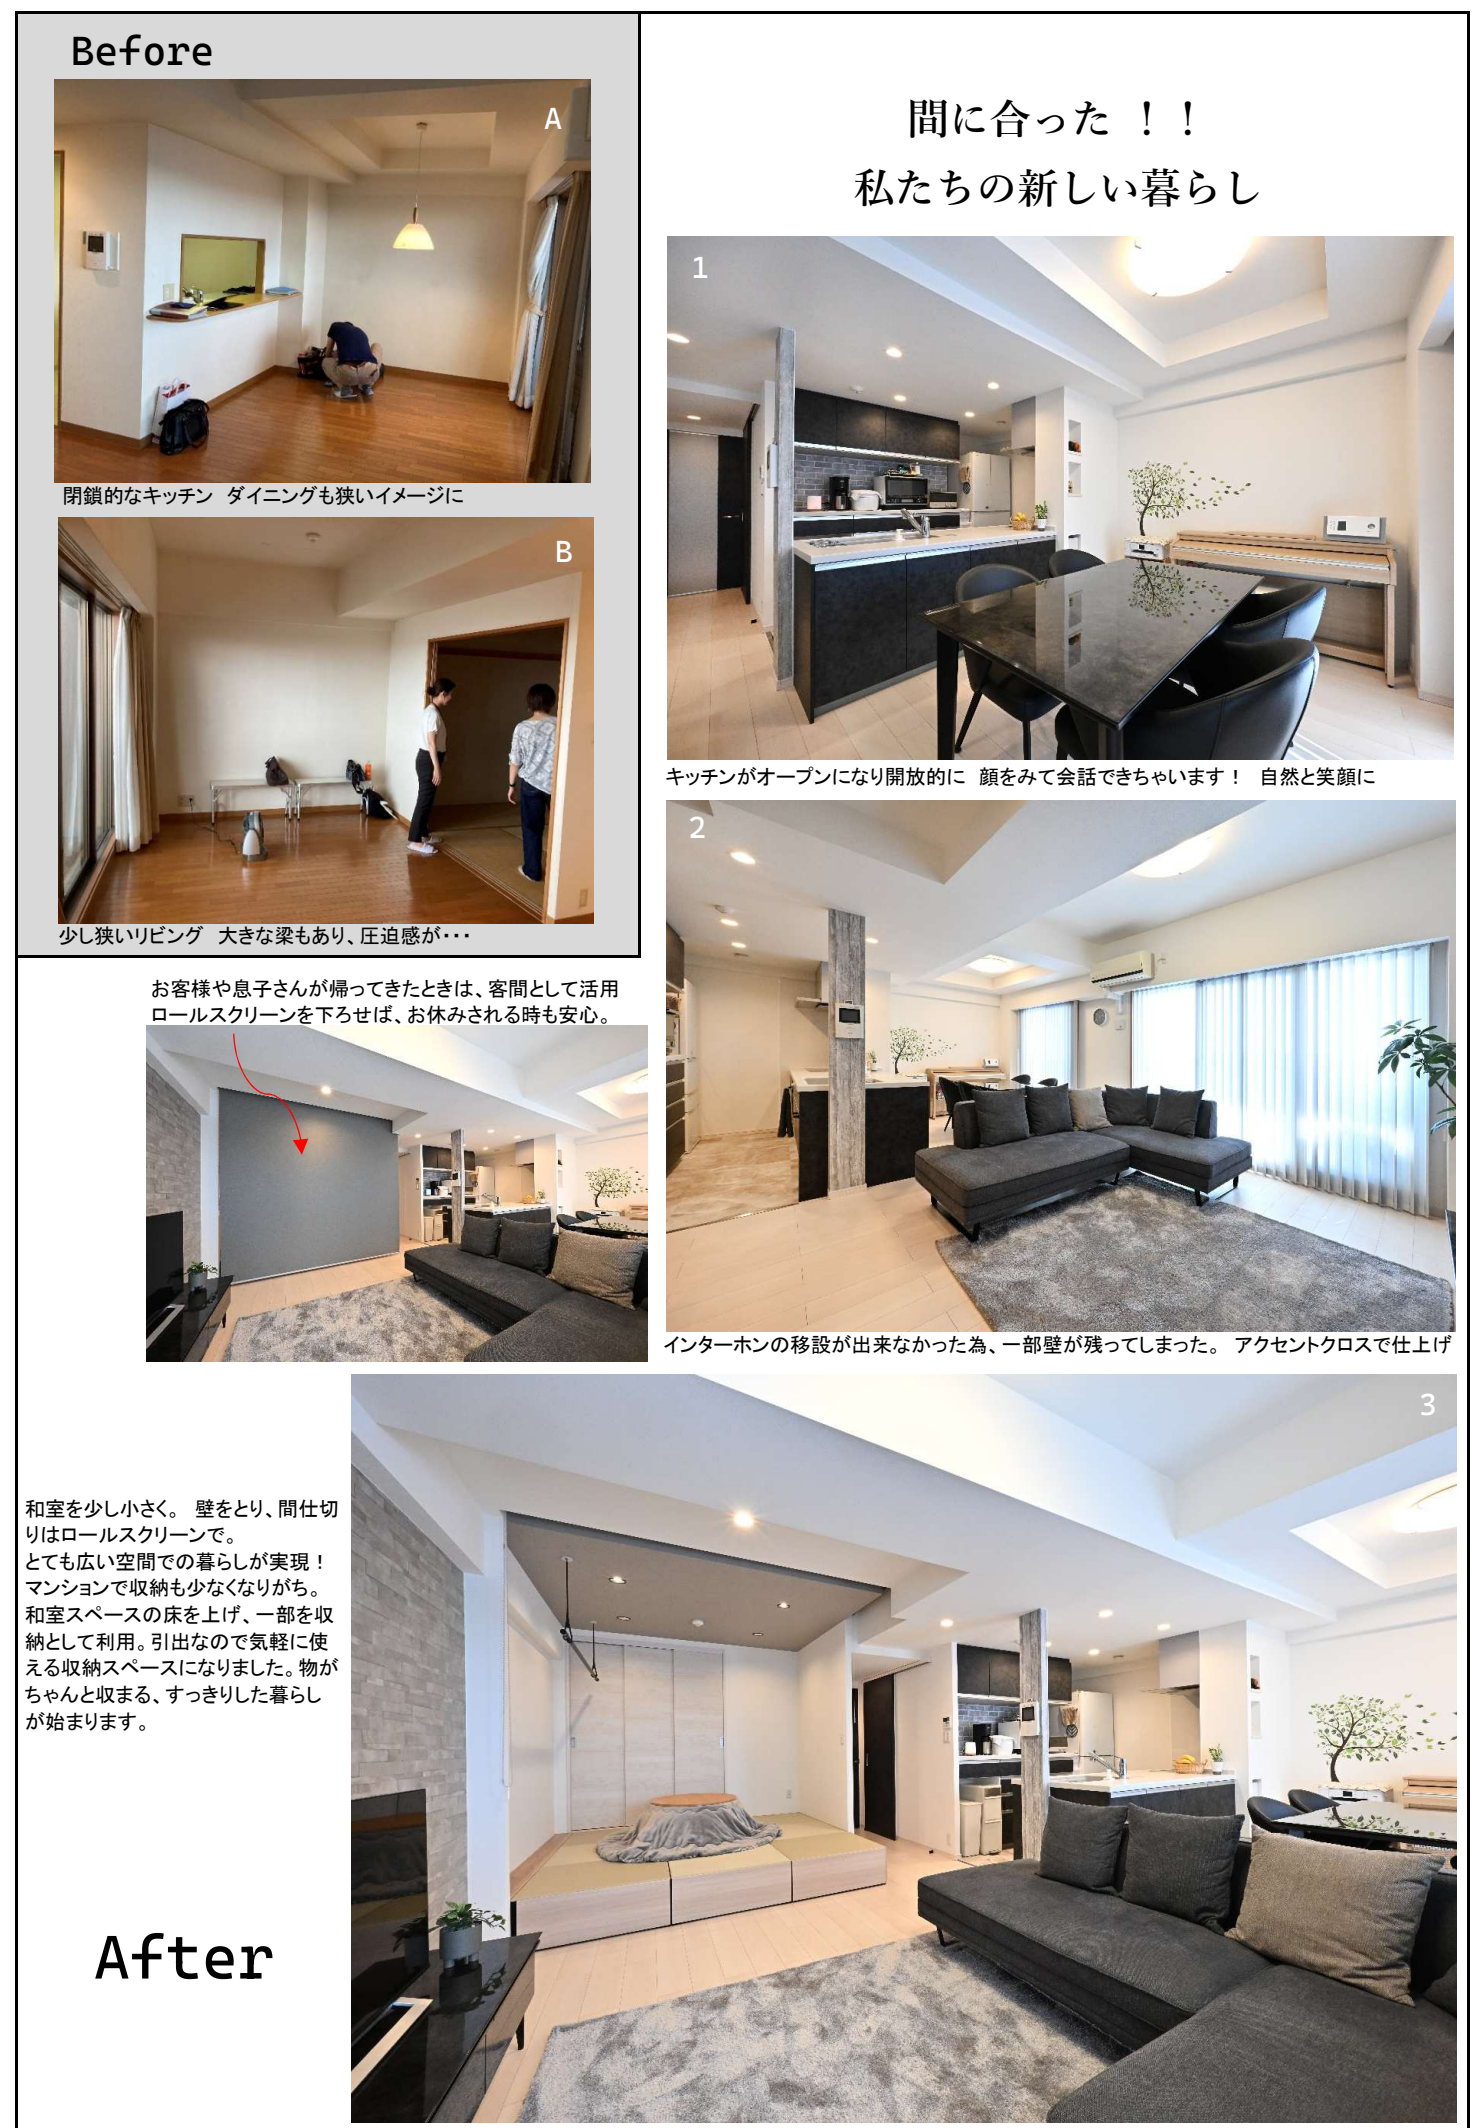 Before
A
閉鎖的なキッチン ダイニングも狭いイメージに
B
少し狭いリビング 大きな梁もあり、圧迫感が・・・
間に合った ！！
私たちの新しい暮らし
1
キッチンがオープンになり開放的に 顔をみて会話できちゃいます！ 自然と笑顔に
2
インターホンの移設が出来なかった為、一部壁が残ってしまった。 アクセントクロスで仕上げ
お客様や息子さんが帰ってきたときは、客間として活用
ロールスクリーンを下ろせば、お休みされる時も安心。
3
和室を少し小さく。 壁をとり、間仕切
りはロールスクリーンで。
とても広い空間での暮らしが実現！
マンションで収納も少なくなりがち。
和室スペースの床を上げ、一部を収
納として利用。引出なので気軽に使
える収納スペースになりました。物が
ちゃんと収まる、すっきりした暮らし
が始まります。
After